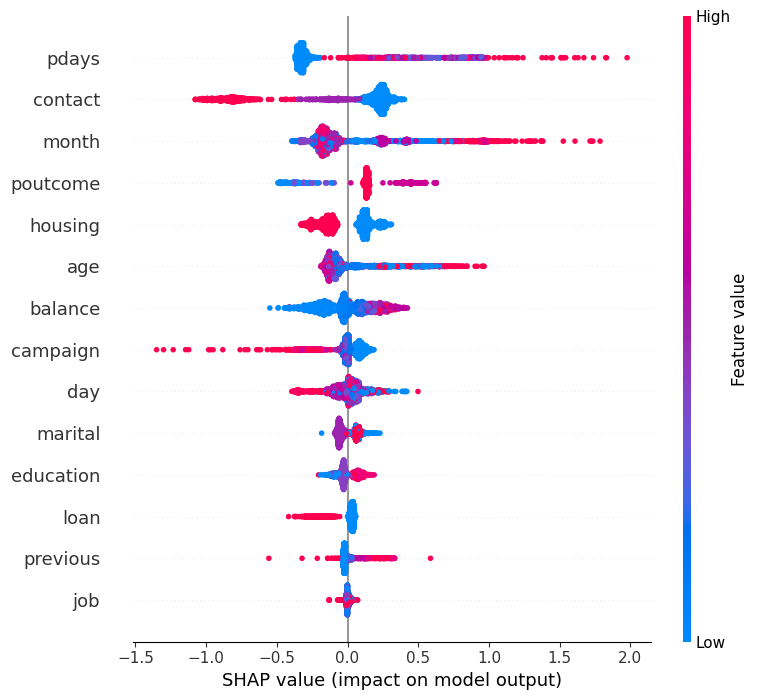 High
pdays
contact
month
poutcome
housing
age
balance
campaign
day
marital
education
loan
previous
job
Feature value
Low
−1.5 −1.0 −0.5 0.0 0.5 1.0 1.5 2.0
SHAP value (impact on model output)